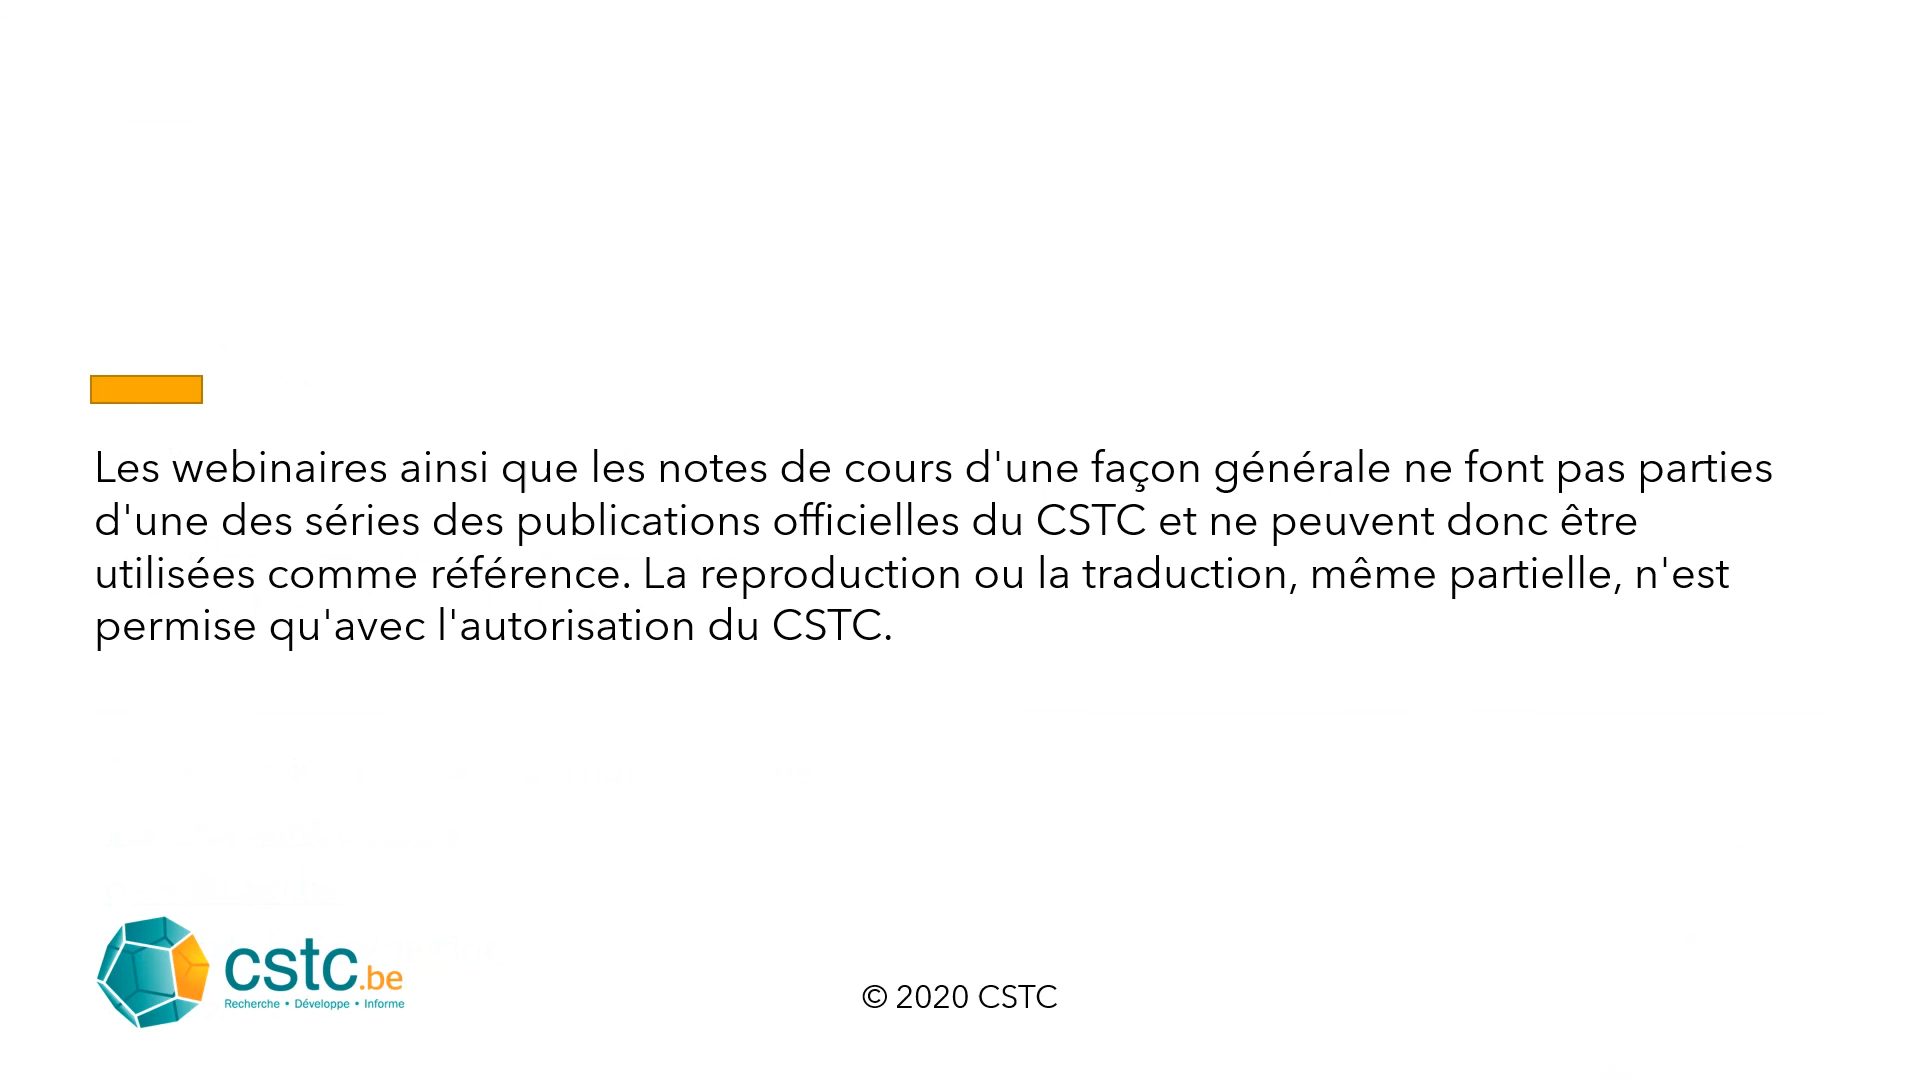 Les webinaires ainsi que les notes de cours d'une façon générale ne font pas parties
d'une des séries des publications officielles du CSTC et ne peuvent donc être
utilisées comme référence. La reproduction ou la traduction, même partielle, n'est
permise qu'avec l'autorisation du CSTC.
cstc.be
Recherche • Développe • Informe
© 2020 CSTC